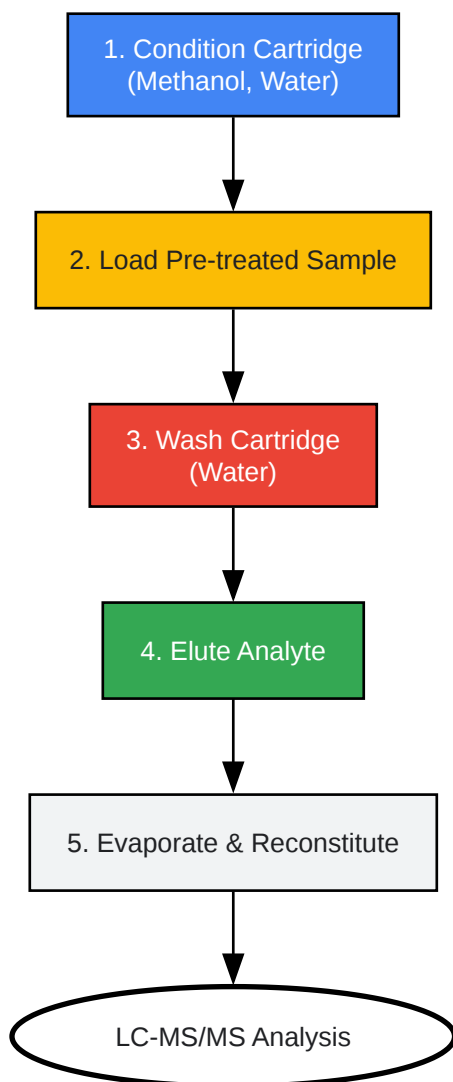 1. Condition Cartridge
(Methanol, Water)
2. Load Pre-treated Sample
3. Wash Cartridge
(Water)
4. Elute Analyte
5. Evaporate & Reconstitute
LC-MS/MS Analysis